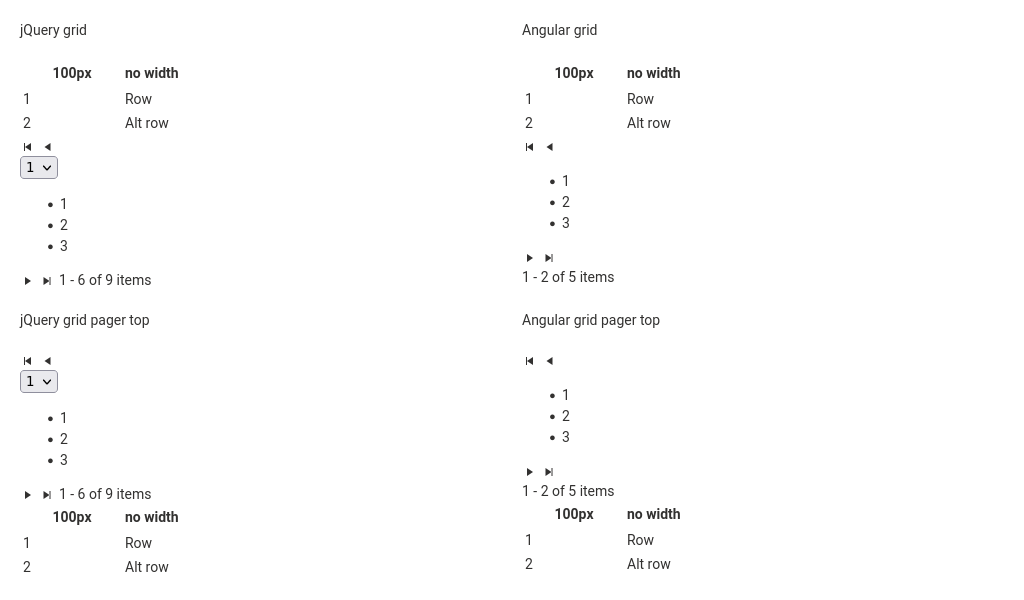 jQuery grid
100px no width
1 Row
2 Alt row
1
1
2
3
1 - 6 of 9 items
Angular grid
100px no width
1 Row
2 Alt row
1
2
3
1 - 2 of 5 items
jQuery grid pager top
1
1
2
3
1 - 6 of 9 items
100px no width
1 Row
2 Alt row
Angular grid pager top
1
2
3
1 - 2 of 5 items
100px no width
1 Row
2 Alt row